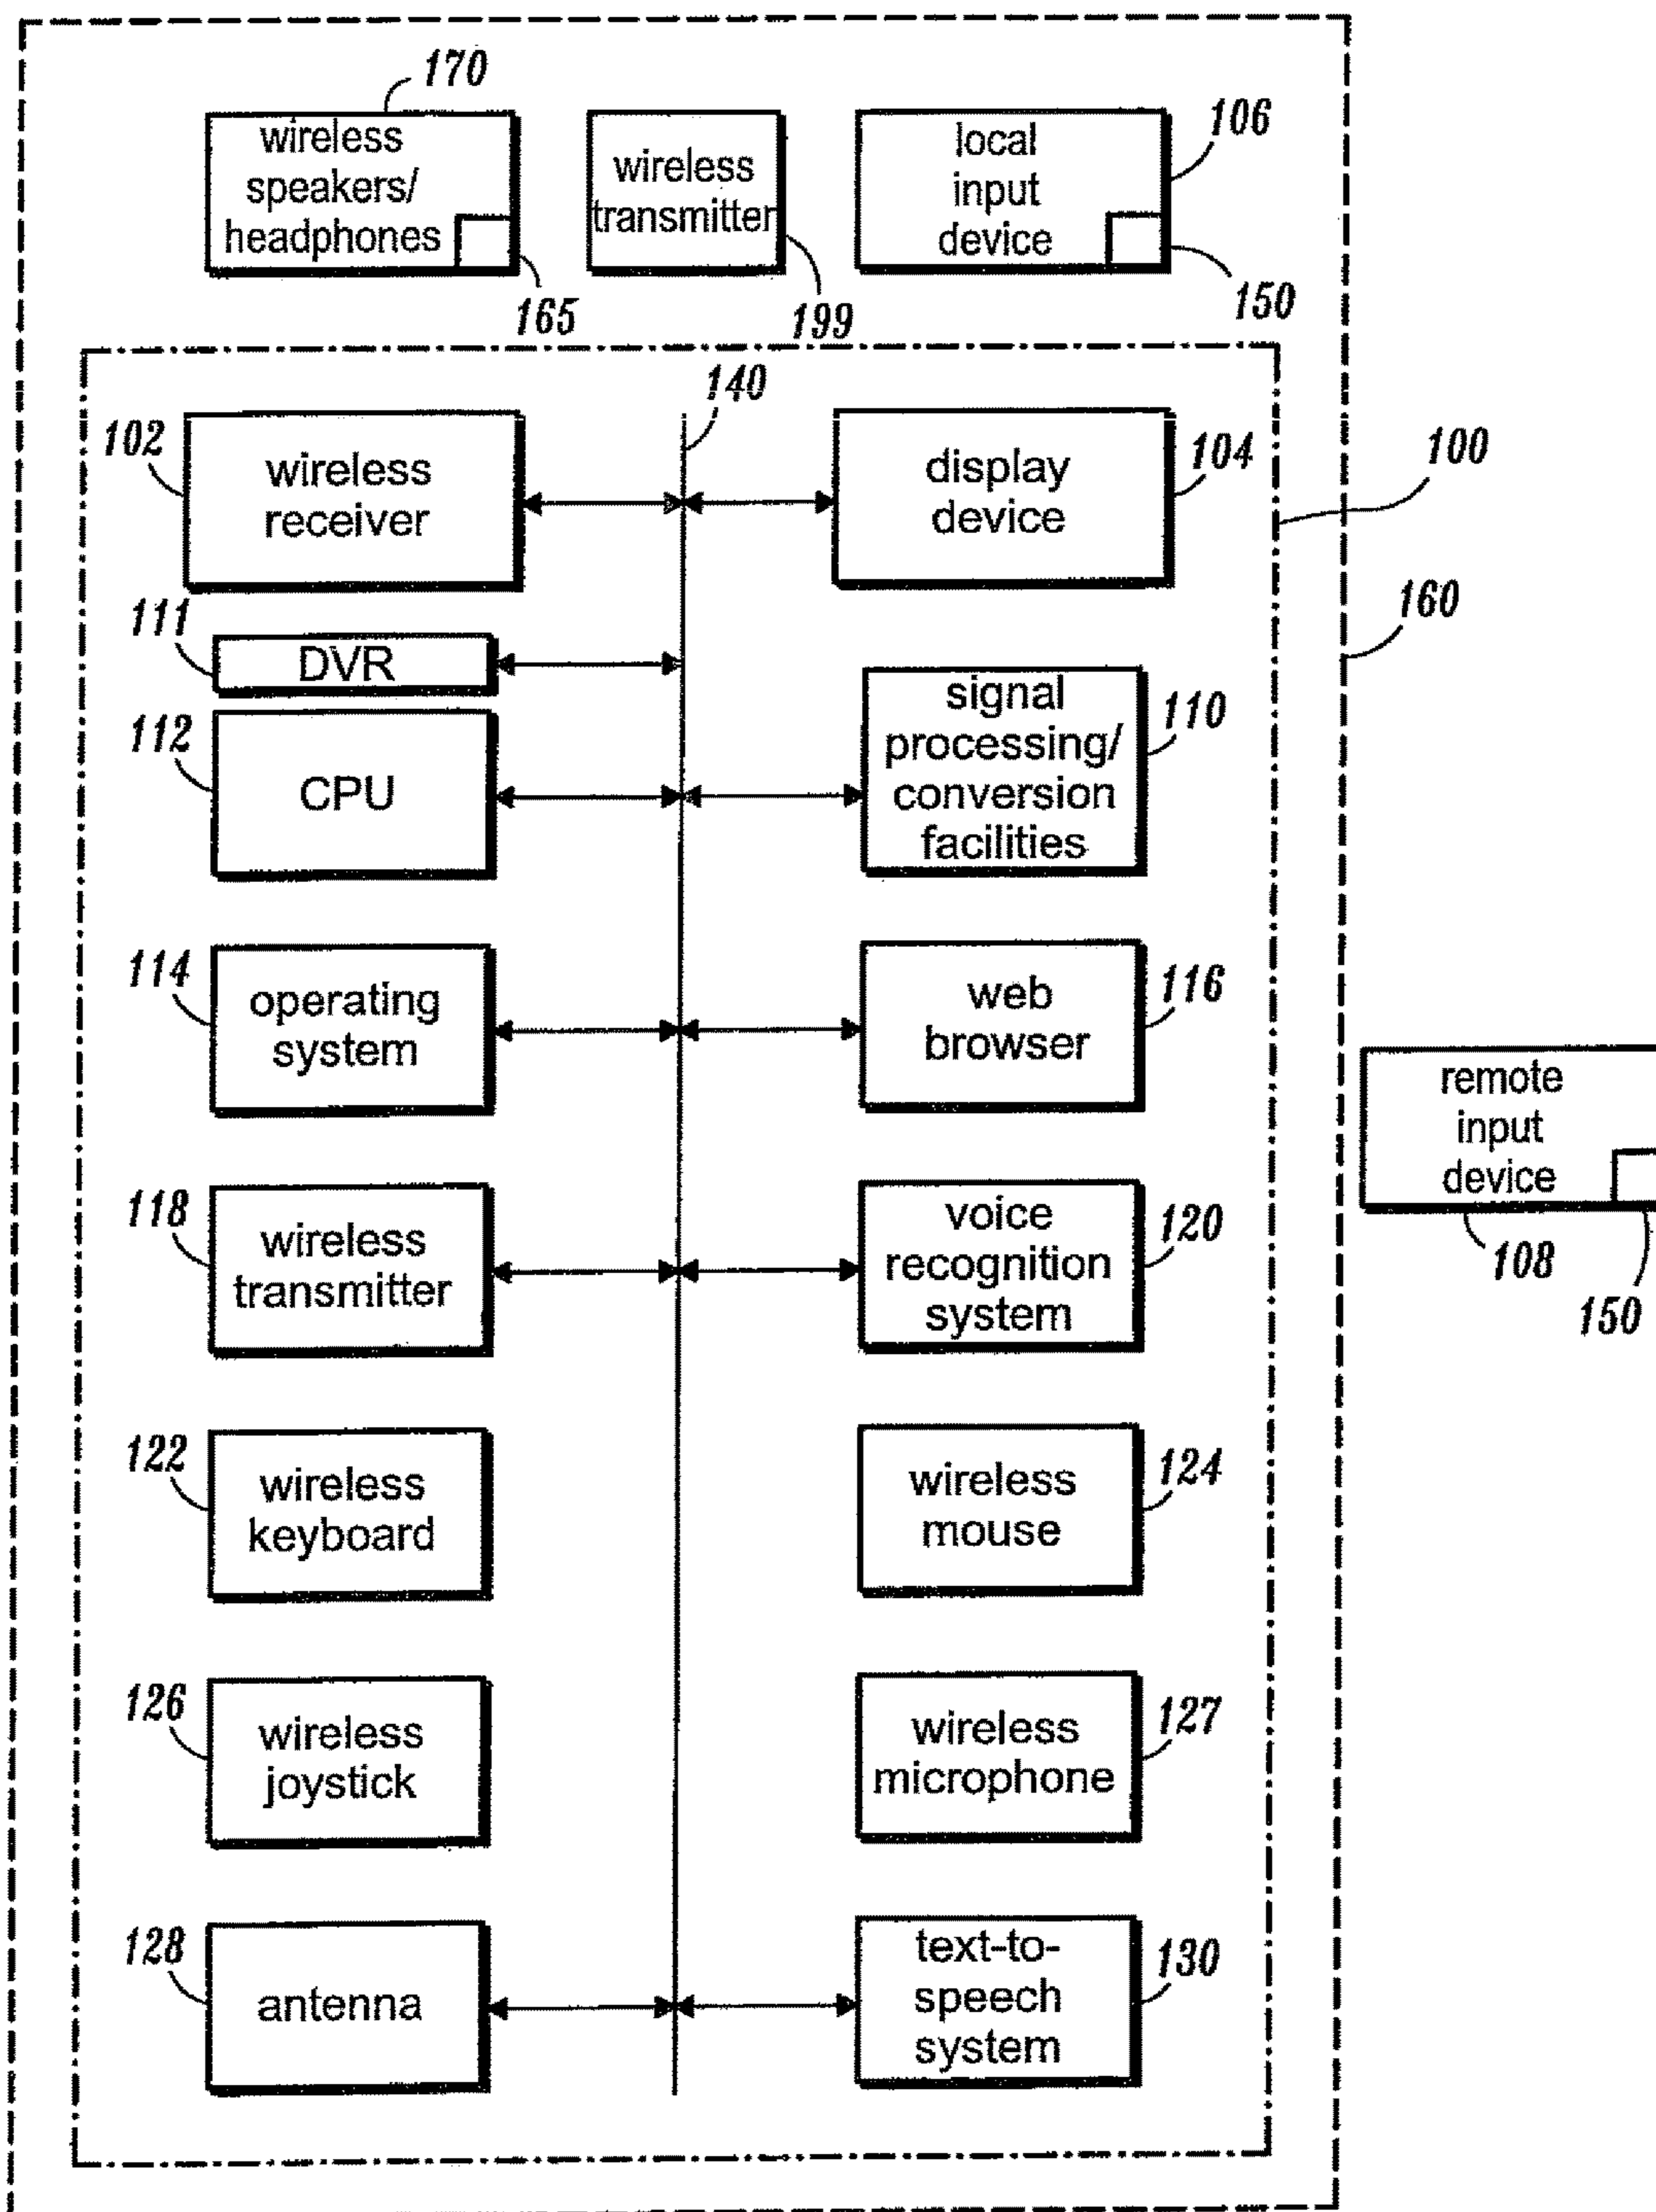 170
wireless
speakers/
headphones
165
wireless
transmitter
199
local
input
device
106
150
140
102
wireless
receiver
display
device
104
100
160
111
DVR
112
CPU
signal
processing/
conversion
facilities
110
114
operating
system
web
browser
116
remote
input
device
108
150
118
wireless
transmitter
voice
recognition
system
120
122
wireless
keyboard
wireless
mouse
124
126
wireless
joystick
wireless
microphone
127
128
antenna
text-to-
speech
system
130